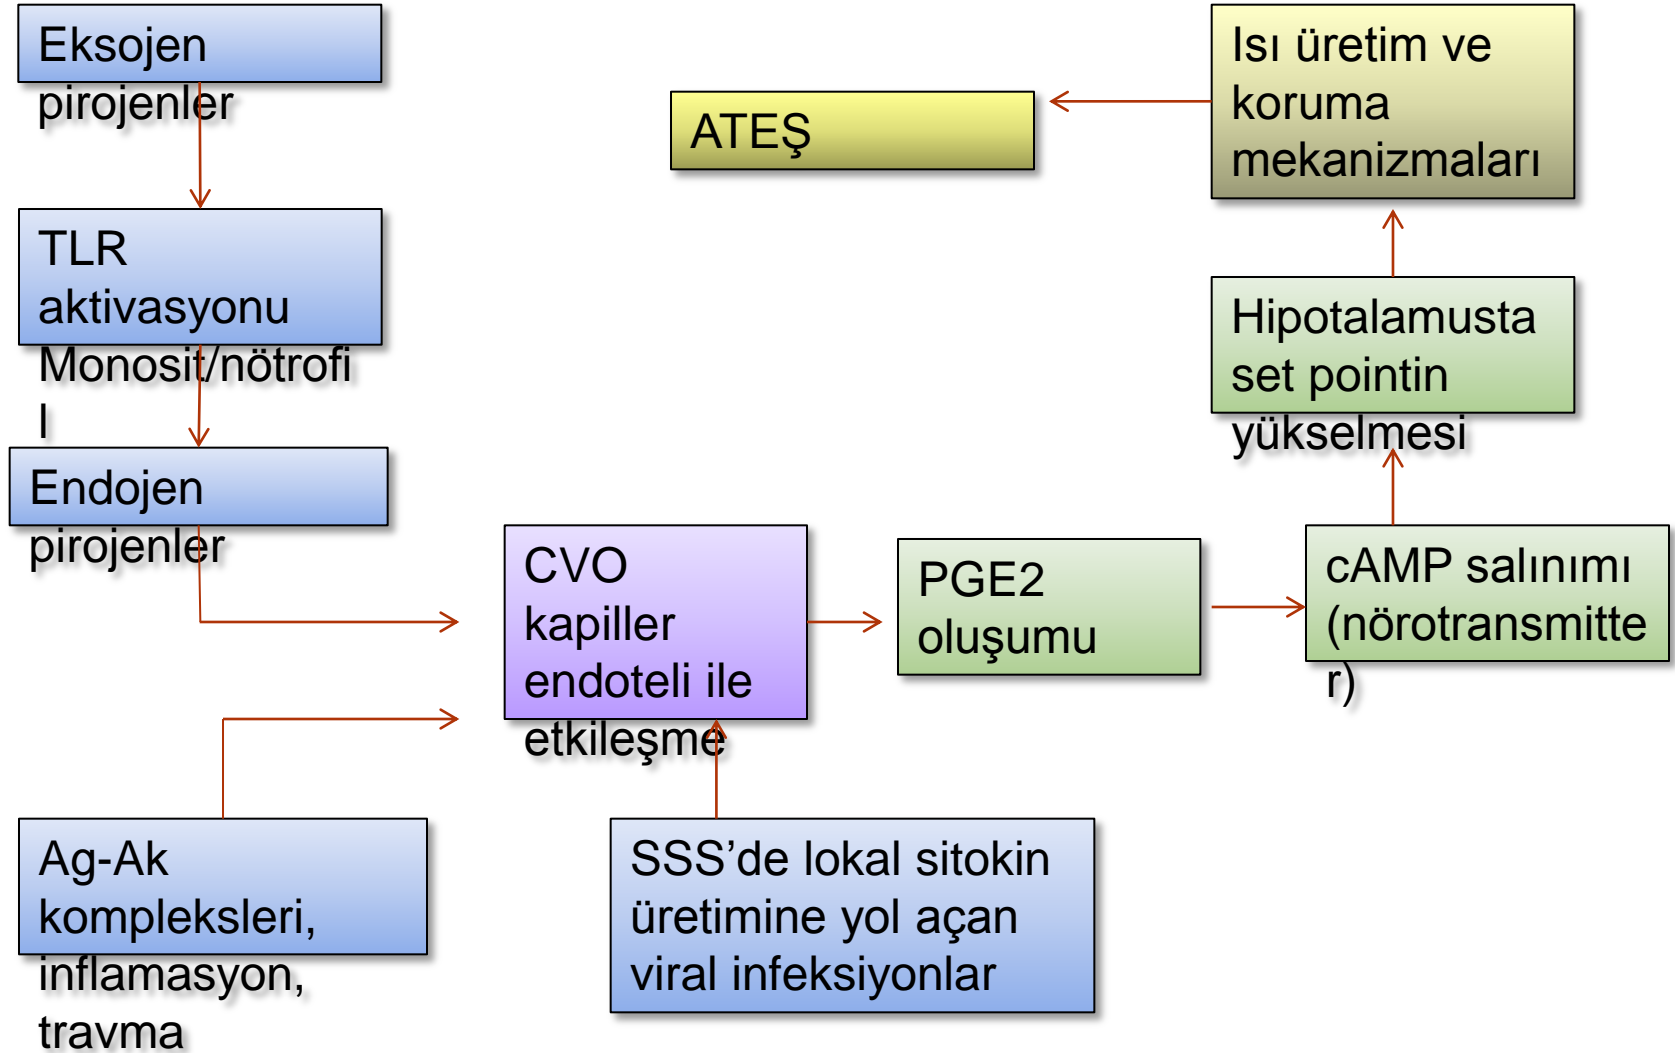 Eksojen
pirojenler
TLR
aktivasyonu
Monosit/nötrofi
l
Endojen
pirojenler
Ag-Ak
kompleksleri,
inflamasyon,
travma
CVO
kapiller
endoteli ile
etkileşme
SSS’de lokal sitokin
üretimine yol açan
viral infeksiyonlar
PGE2
oluşumu
cAMP salınımı
(nörotransmitte
r)
Hipotalamusta
set pointin
yükselmesi
Isı üretim ve
koruma
mekanizmaları
ATEŞ